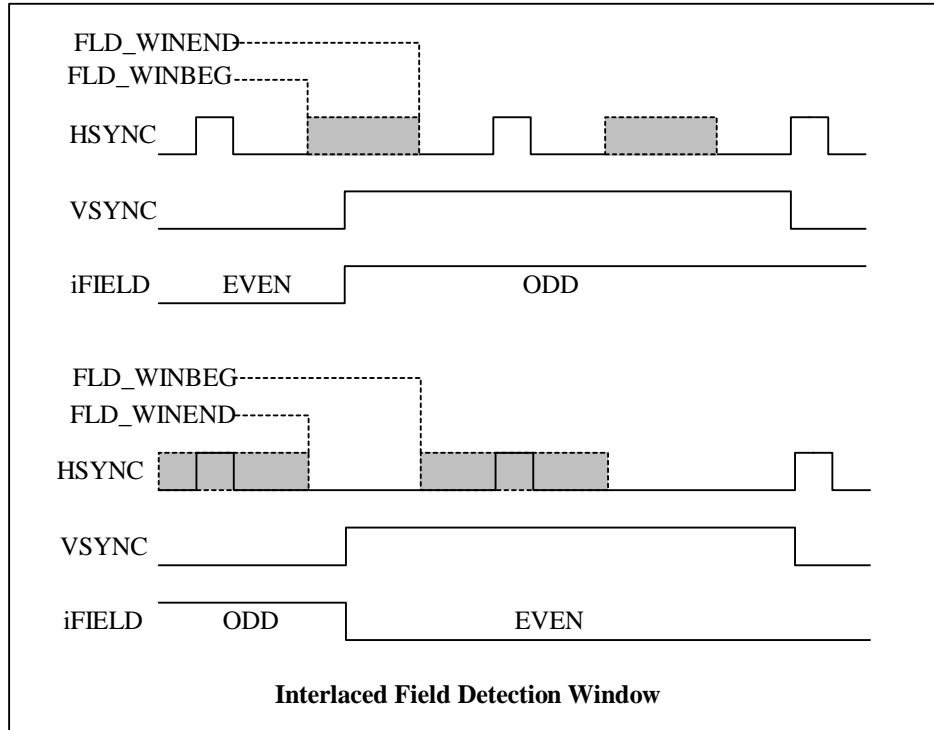 FLD_WINEND
FLD_WINBEG
HSYNC
VSYNC
iFIELD EVEN ODD
FLD_WINBEG
FLD_WINEND
HSYNC
VSYNC
iFIELD ODD EVEN
Interlaced Field Detection Window